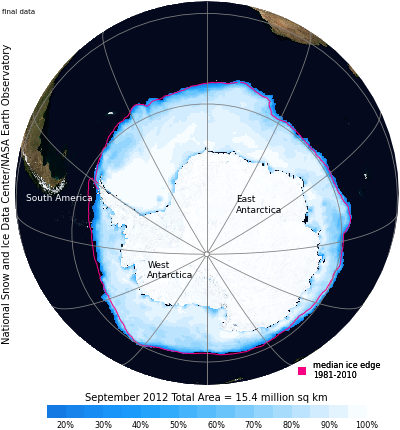 final data
National Snow and Ice Data Center/NASA Earth Observatory
South America
East
Antarctica
West
Antarctica
median ice edge
1981-2010
September 2012 Total Area = 15.4 million sq km
20% 30% 40% 50% 60% 70% 80% 90% 100%